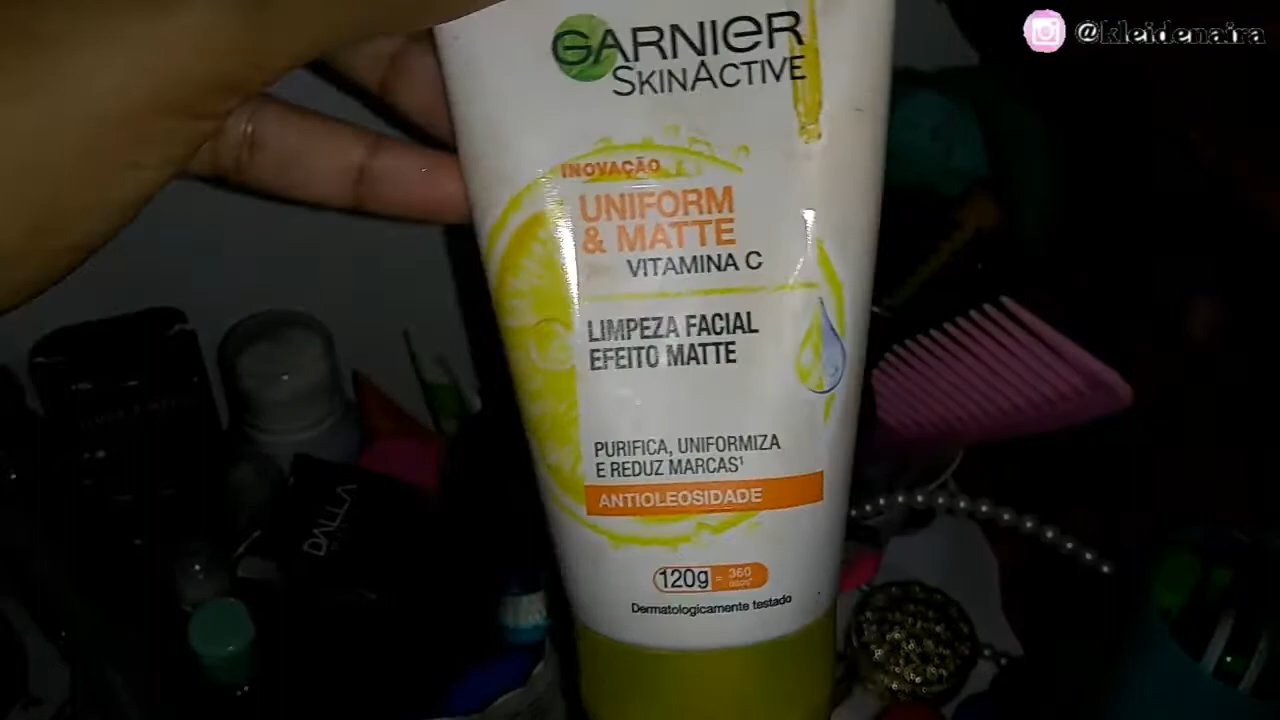 @kleidenaira
GARNIER
SKINACTIVE
INOVAÇÃO
UNIFORM
& MATTE
VITAMINA C
LIMPEZA FACIAL
EFEITO MATTE
PURIFICA, UNIFORMIZA
E REDUZ MARCAS¹
ANTIOLEOSIDADE
120g = 360
Dermatologicamente testado
DALLA